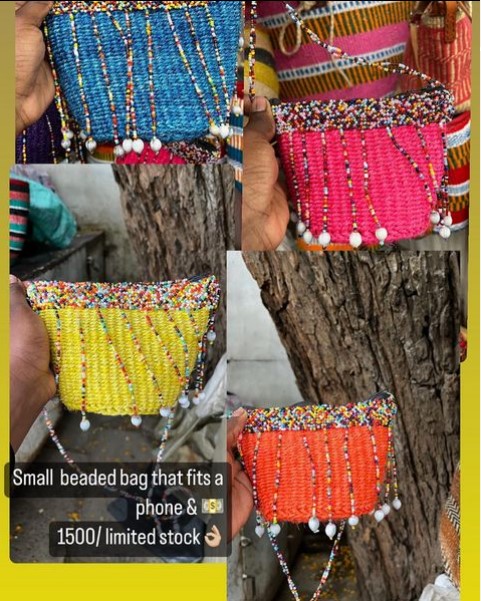 Small beaded bag that fits a
phone & 💵
1500/ limited stock👌🏼